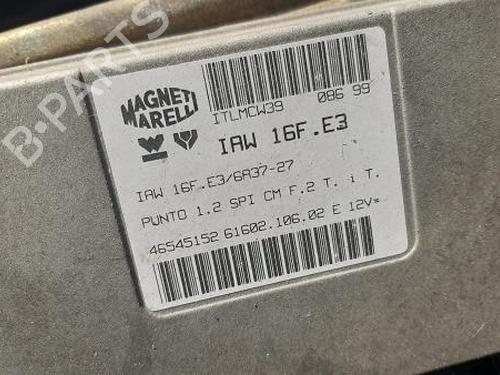 B-PARTS
MAGNETI
MARELLI
ITLMCW39 086 99
IAW 16F.E3
IAW 16F.E3/6A37-27
PUNTO 1.2 SPI CM F.2 T. i T.
46545152 61602.106.02 E 12V=